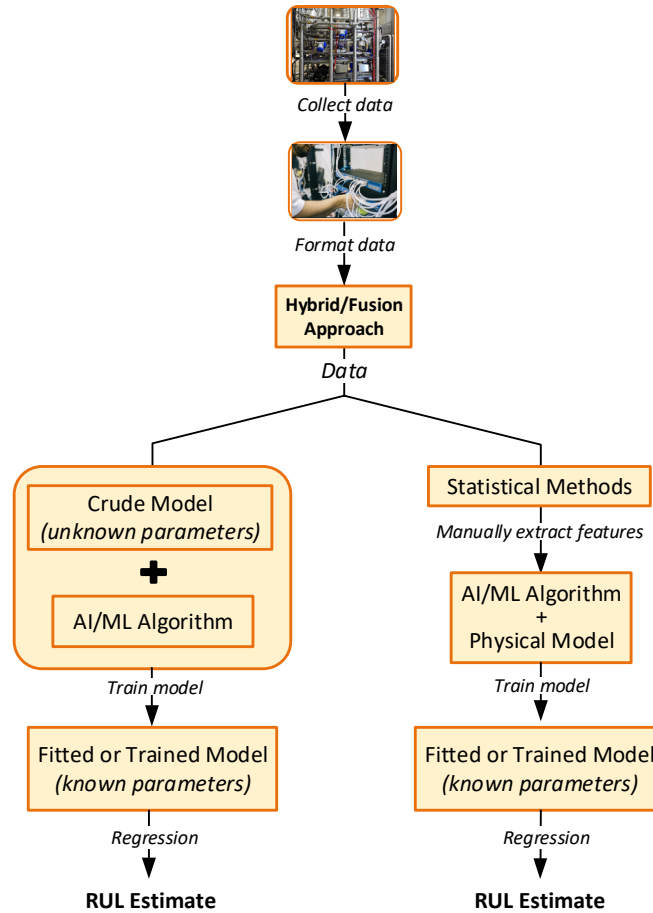 Collect data
Format data
Hybrid/Fusion
Approach
Data
Crude Model
(unknown parameters)
+
AI/ML Algorithm
Train model
Fitted or Trained Model
(known parameters)
Regression
RUL Estimate
Statistical Methods
Manually extract features
AI/ML Algorithm
+
Physical Model
Train model
Fitted or Trained Model
(known parameters)
Regression
RUL Estimate